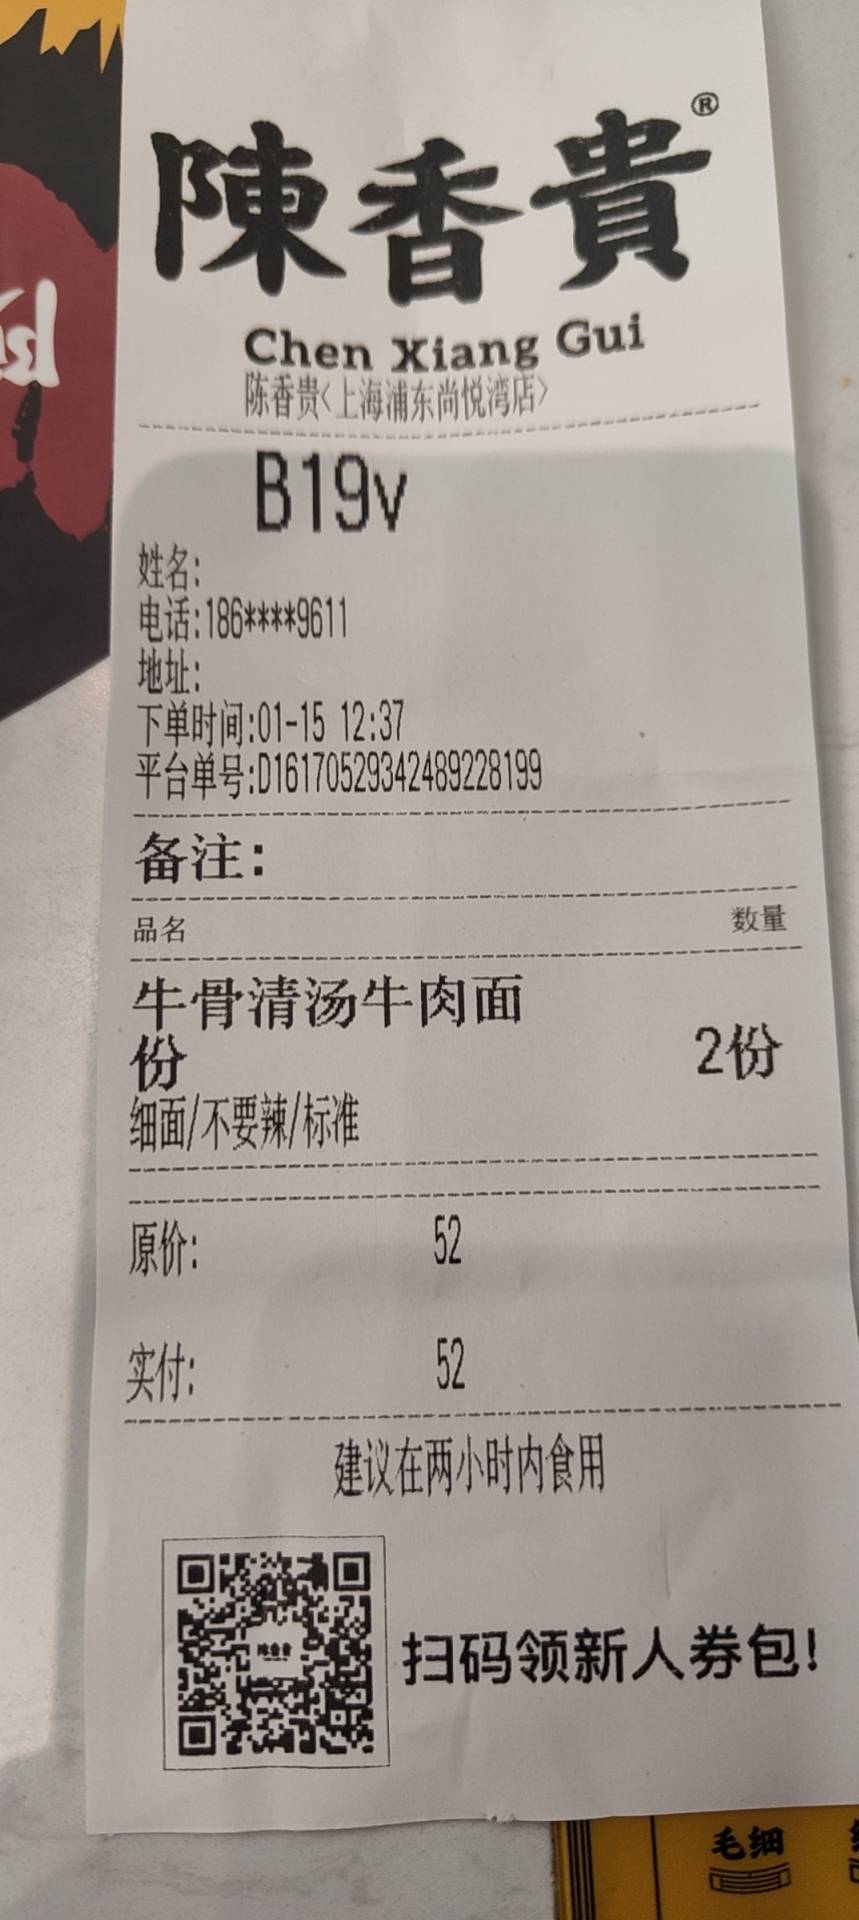 陳香貴®
Chen Xiang Gui
陈香贵<上海浦东尚悦湾店>
B19v
姓名:
电话:186****9611
地址:
下单时间:01-15 12:37
平台单号:D16170529342489228199
备注:
品名 数量
牛骨清汤牛肉面
份 2份
细面/不要辣/标准
原价: 52
实付: 52
建议在两小时内食用
陳香貴
扫码领新人券包!
毛细